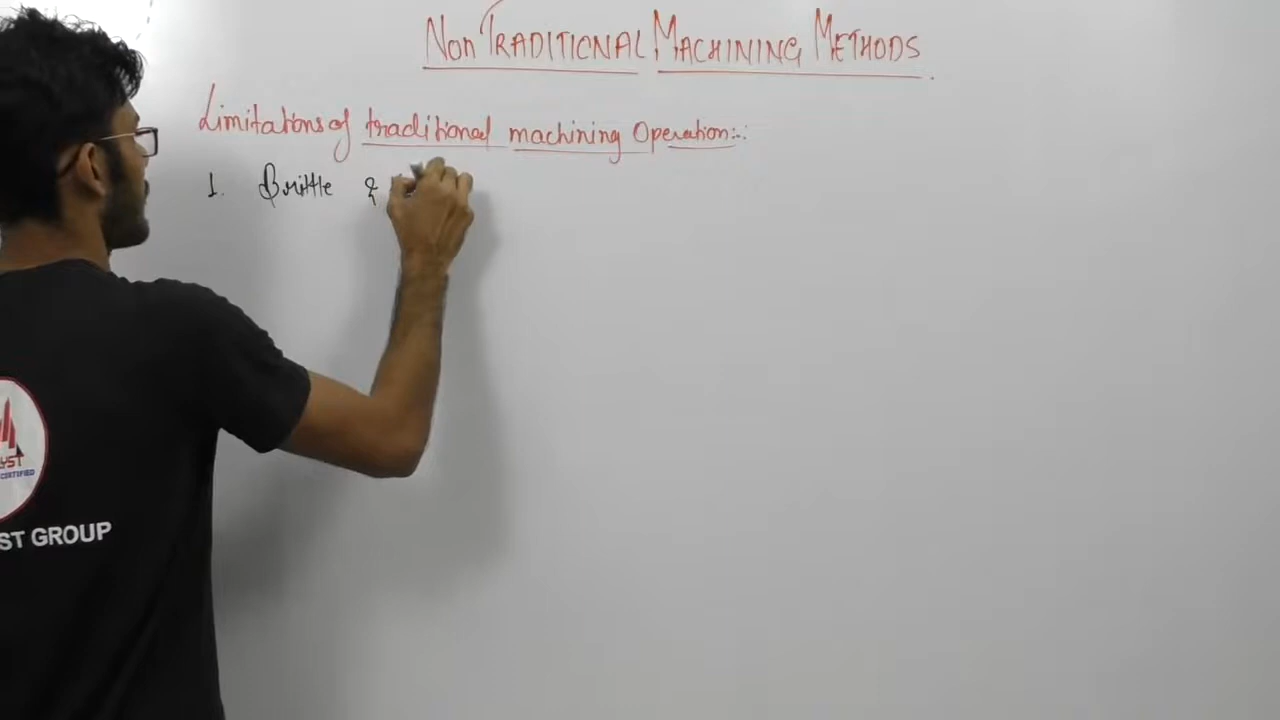 Non TRADITIONAL MACHINING METHODS
Limitations of traditional machining Operation:-:
1. Brittle &
ST GROUP